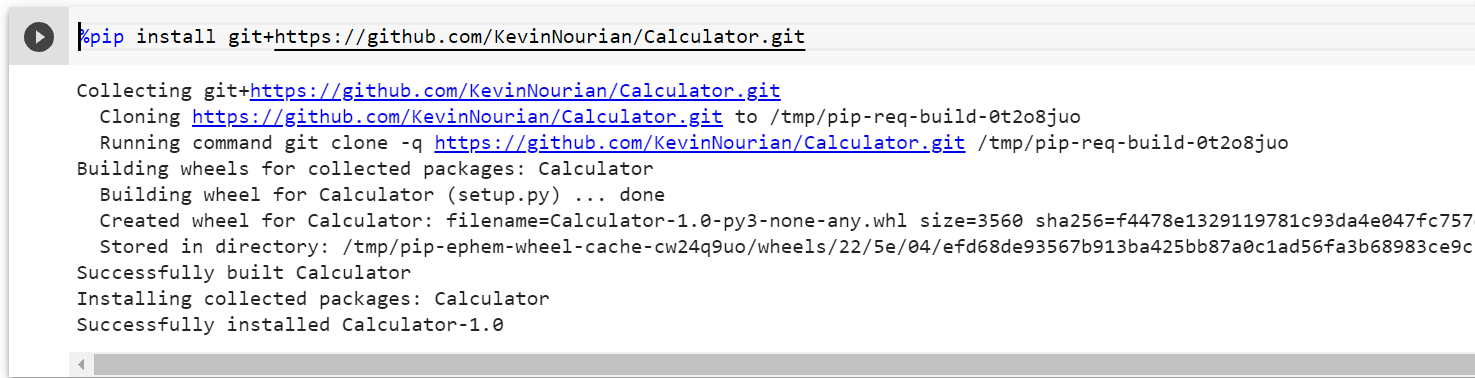 %pip install git+https://github.com/KevinNourian/Calculator.git
Collecting git+https://github.com/KevinNourian/Calculator.git
Cloning https://github.com/KevinNourian/Calculator.git to /tmp/pip-req-build-0t2o8juo
Running command git clone -q https://github.com/KevinNourian/Calculator.git /tmp/pip-req-build-0t2o8juo
Building wheels for collected packages: Calculator
Building wheel for Calculator (setup.py) ... done
Created wheel for Calculator: filename=Calculator-1.0-py3-none-any.whl size=3560 sha256=f4478e1329119781c93da4e047fc757
Stored in directory: /tmp/pip-ephem-wheel-cache-cw24q9uo/wheels/22/5e/04/efd68de93567b913ba425bb87a0c1ad56fa3b68983ce9c
Successfully built Calculator
Installing collected packages: Calculator
Successfully installed Calculator-1.0